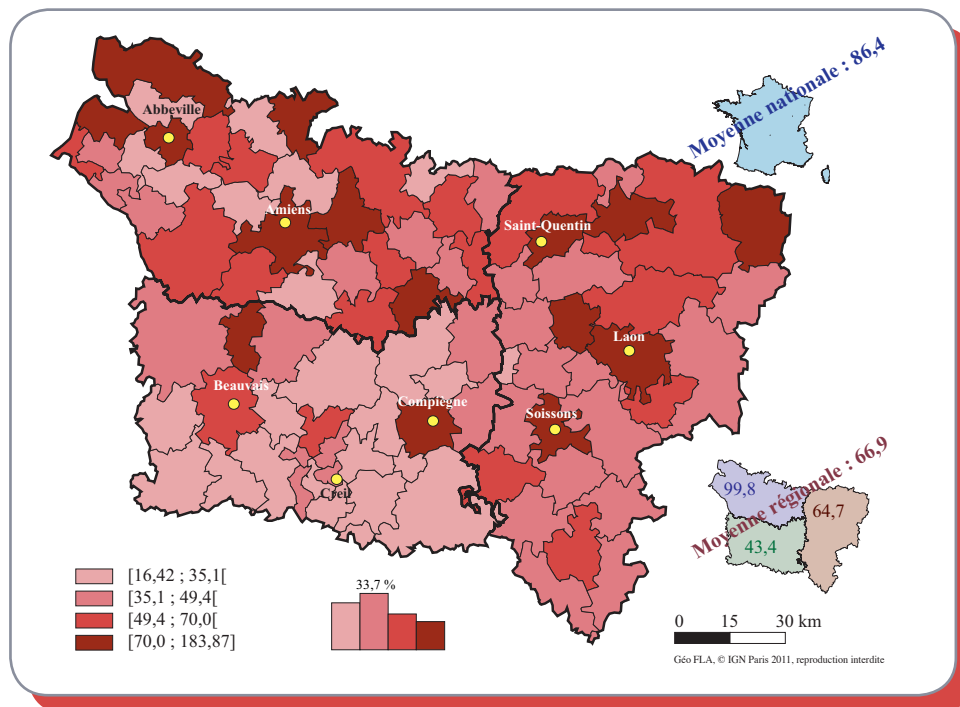 Moyenne nationale : 86,4
Abbeville
Amiens
Saint-Quentin
Laon
Beauvais
Compiègne
Soissons
Creil
Moyenne régionale : 66,9
99,8
64,7
43,4
[16,42 ; 35,1[
[35,1 ; 49,4[
[49,4 ; 70,0[
[70,0 ; 183,87]
33,7 %
0 15 30 km
Géo FLA, © IGN Paris 2011, reproduction interdite